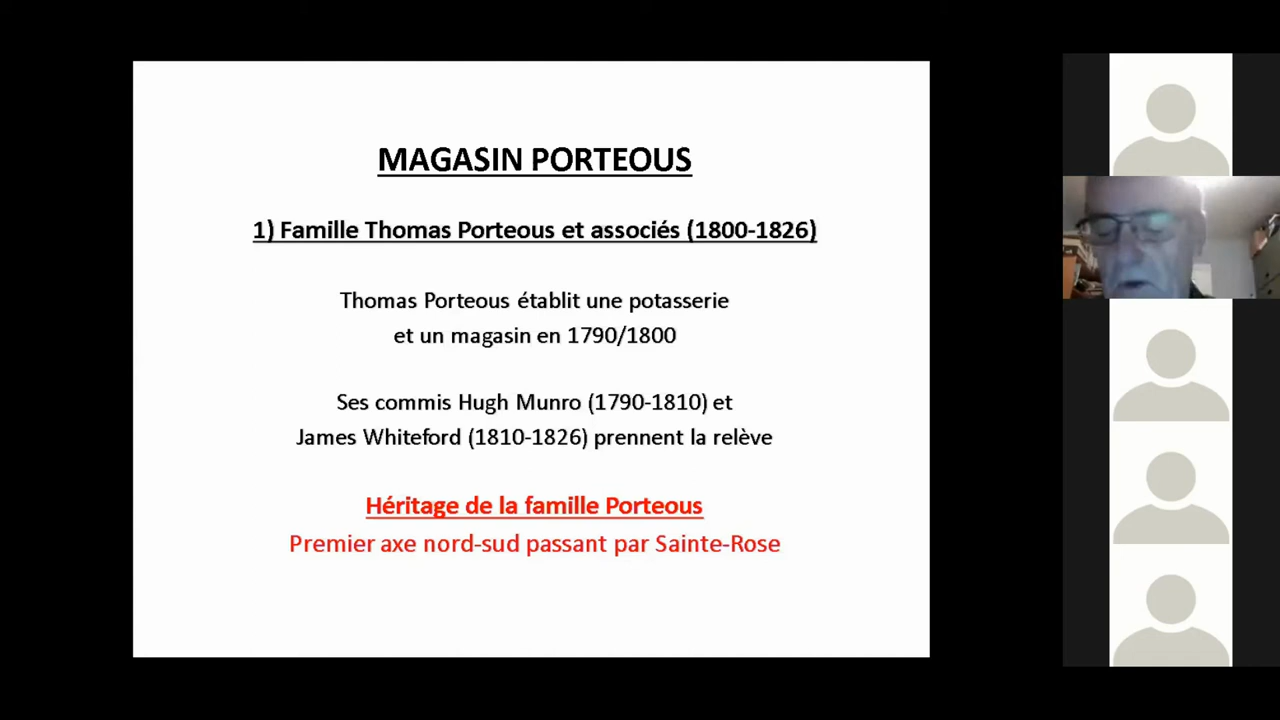 MAGASIN PORTEOUS
1) Famille Thomas Porteous et associés (1800-1826)
Thomas Porteous établit une potasserie
et un magasin en 1790/1800
Ses commis Hugh Munro (1790-1810) et
James Whiteford (1810-1826) prennent la relève
Héritage de la famille Porteous
Premier axe nord-sud passant par Sainte-Rose